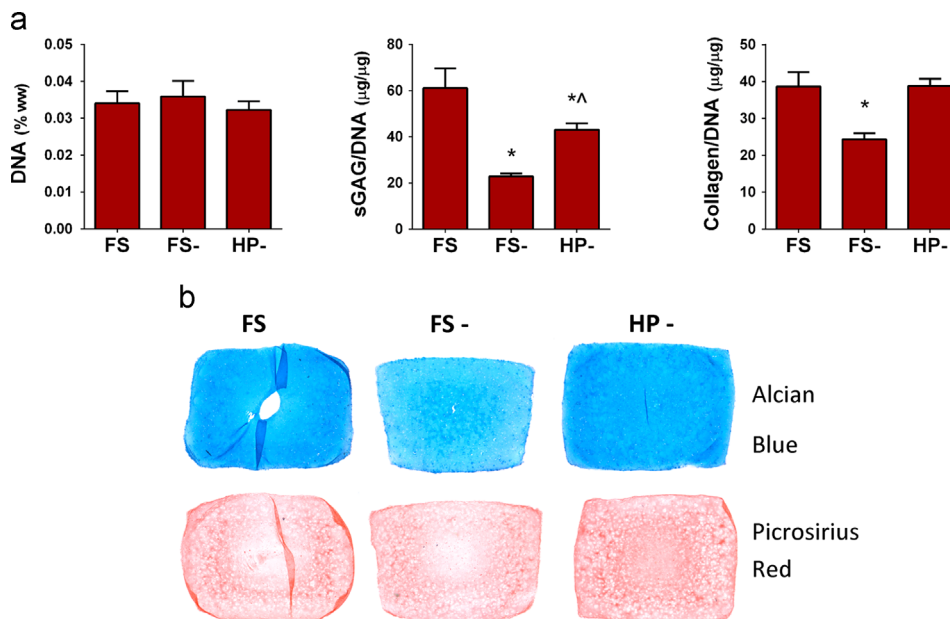 a
DNA (% ww)
0.05
0.04
0.03
0.02
0.01
0.00
FS FS- HP-
sGAG/DNA (µg/µg)
80
60
40
20
0
*
*^
FS FS- HP-
Collagen/DNA (µg/µg)
50
40
30
20
10
0
*
FS FS- HP-
b
FS FS - HP -
Alcian
Blue
Picrosirius
Red